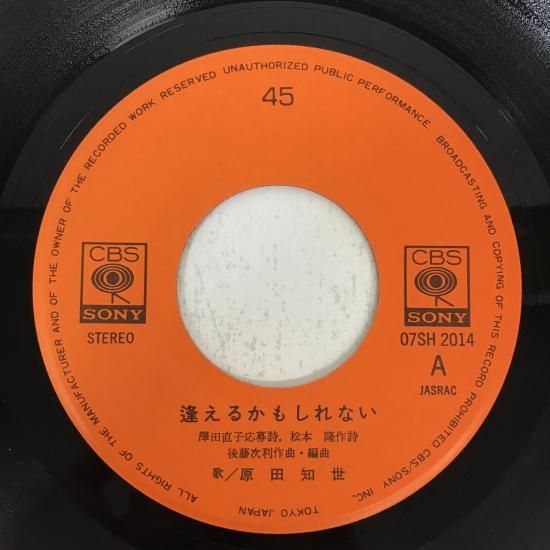 ALL RIGHTS OF THE MANUFACTURER AND OF THE OWNER OF THE RECORDED WORK RESERVED UNAUTHORIZED PUBLIC PERFORMANCE. BROADCASTING AND COPYING OF THIS RECORD PROHIBITED CBS/SONY INC.
TOKYO JAPAN
45
CBS
SONY
STEREO
CBS
SONY
07SH 2014
A
JASRAC
逢えるかもしれない
澤田直子応募詩, 松本 隆作詩
後藤次利作曲・編曲
歌/原田知世